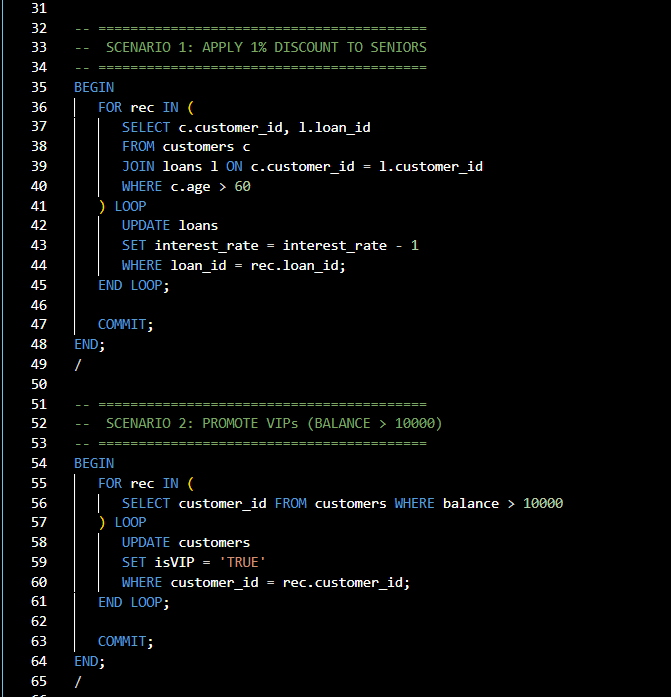 31
32 -- =========================================
33 --  SCENARIO 1: APPLY 1% DISCOUNT TO SENIORS
34 -- =========================================
35 BEGIN
36    FOR rec IN (
37       SELECT c.customer_id, l.loan_id
38       FROM customers c
39       JOIN loans l ON c.customer_id = l.customer_id
40       WHERE c.age > 60
41    ) LOOP
42       UPDATE loans
43       SET interest_rate = interest_rate - 1
44       WHERE loan_id = rec.loan_id;
45    END LOOP;
46
47    COMMIT;
48 END;
49 /
50
51 -- =========================================
52 --  SCENARIO 2: PROMOTE VIPs (BALANCE > 10000)
53 -- =========================================
54 BEGIN
55    FOR rec IN (
56       SELECT customer_id FROM customers WHERE balance > 10000
57    ) LOOP
58       UPDATE customers
59       SET isVIP = 'TRUE'
60       WHERE customer_id = rec.customer_id;
61    END LOOP;
62
63    COMMIT;
64 END;
65 /